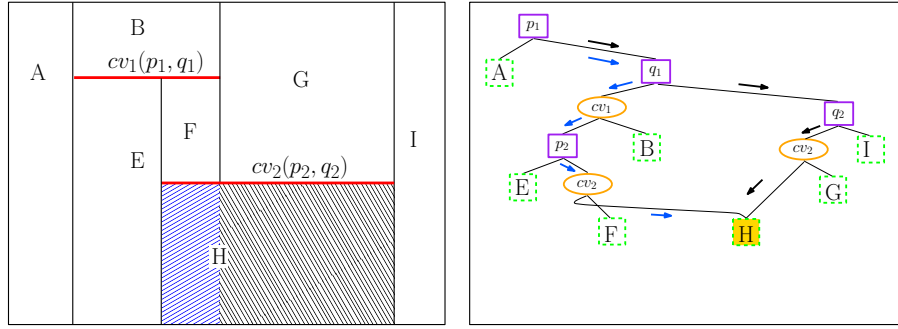 B
A
cv₁(p₁, q₁)
G
F
I
E
cv₂(p₂, q₂)
H
p₁
A
q₁
cv₁
q₂
p₂
B
cv₂
I
E
cv₂
G
F
H